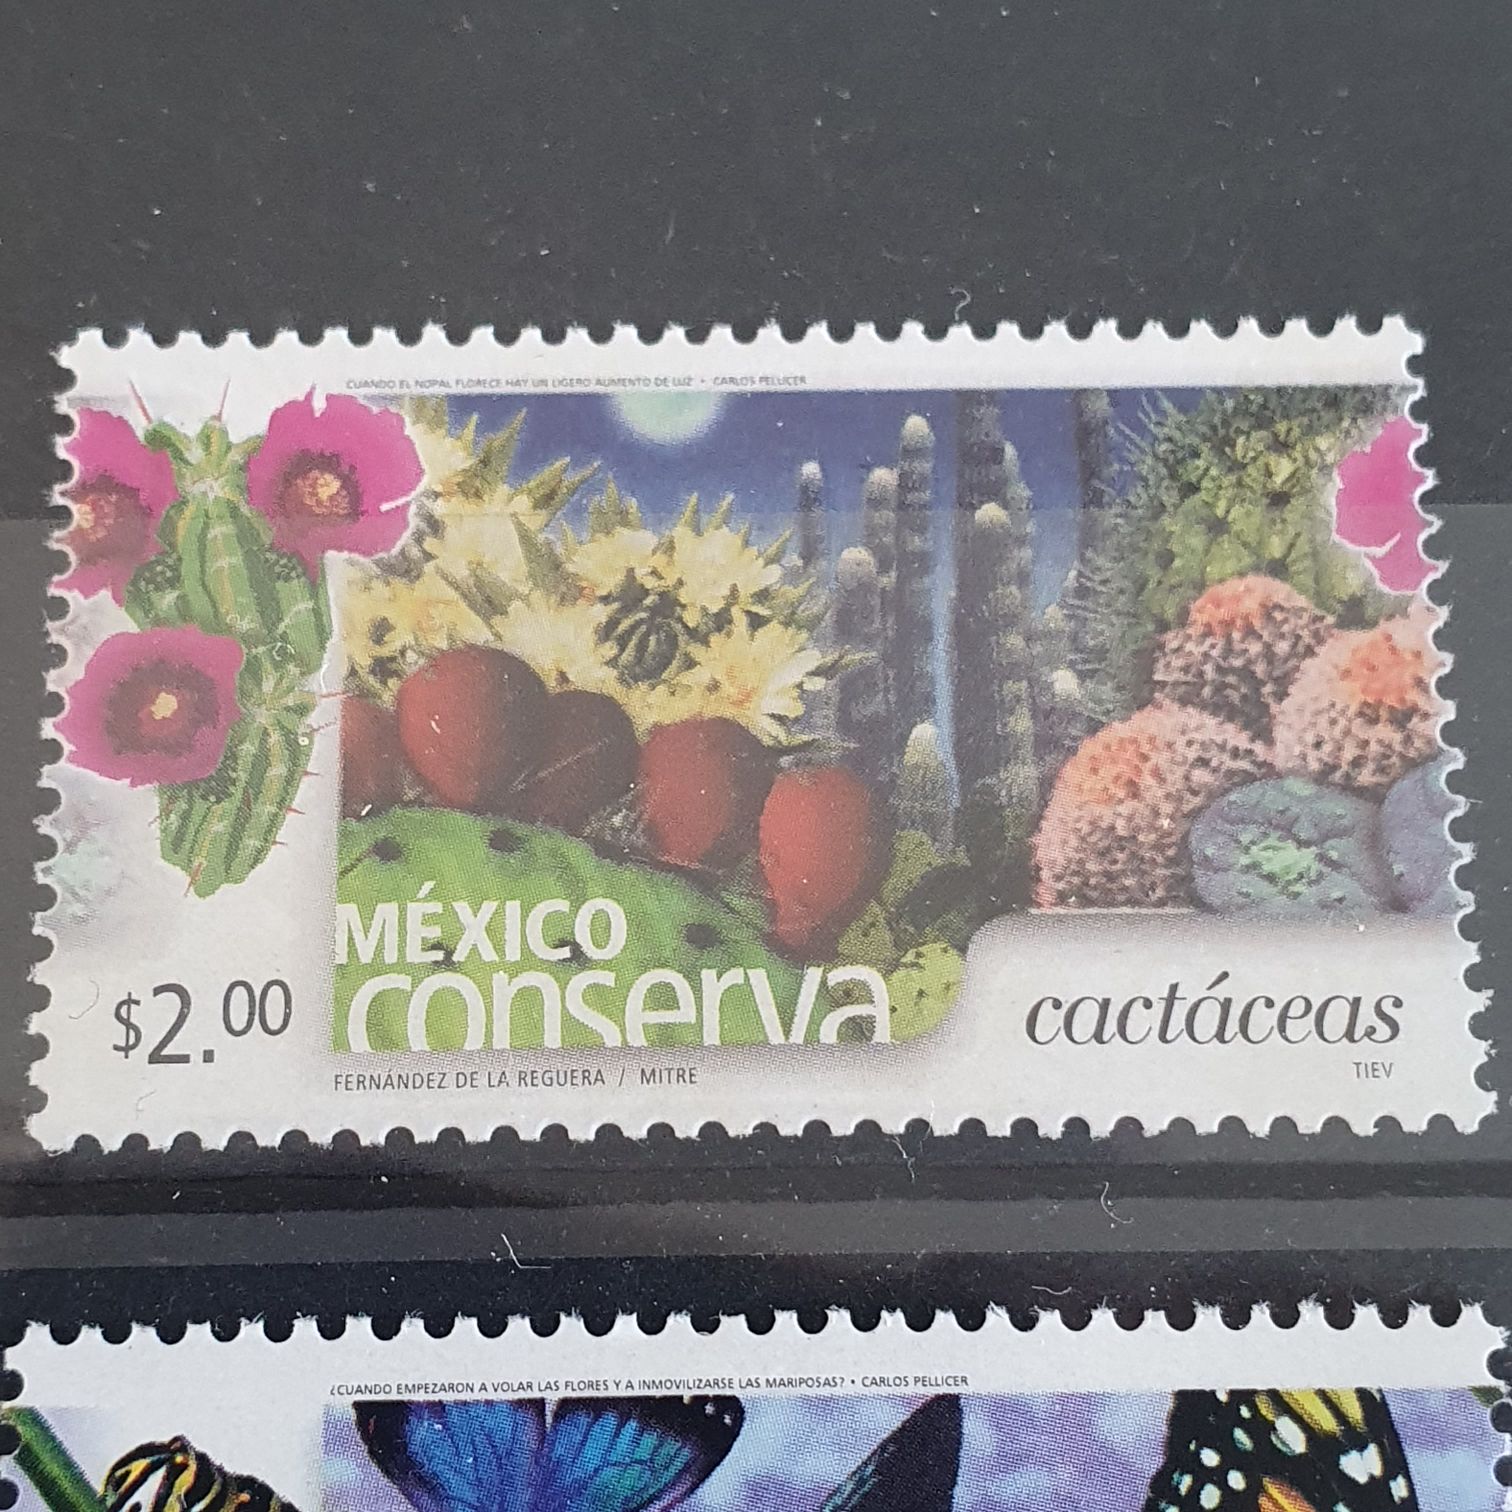 CUANDO EL NOPAL FLORECE HAY UN LIGERO AUMENTO DE LUZ • CARLOS PELLICER
MÉXICO
conserva
$2.00
cactáceas
FERNÁNDEZ DE LA REGUERA / MITRE
TIEV
¿CUANDO EMPEZARON A VOLAR LAS FLORES Y A INMOVILIZARSE LAS MARIPOSAS? • CARLOS PELLICER